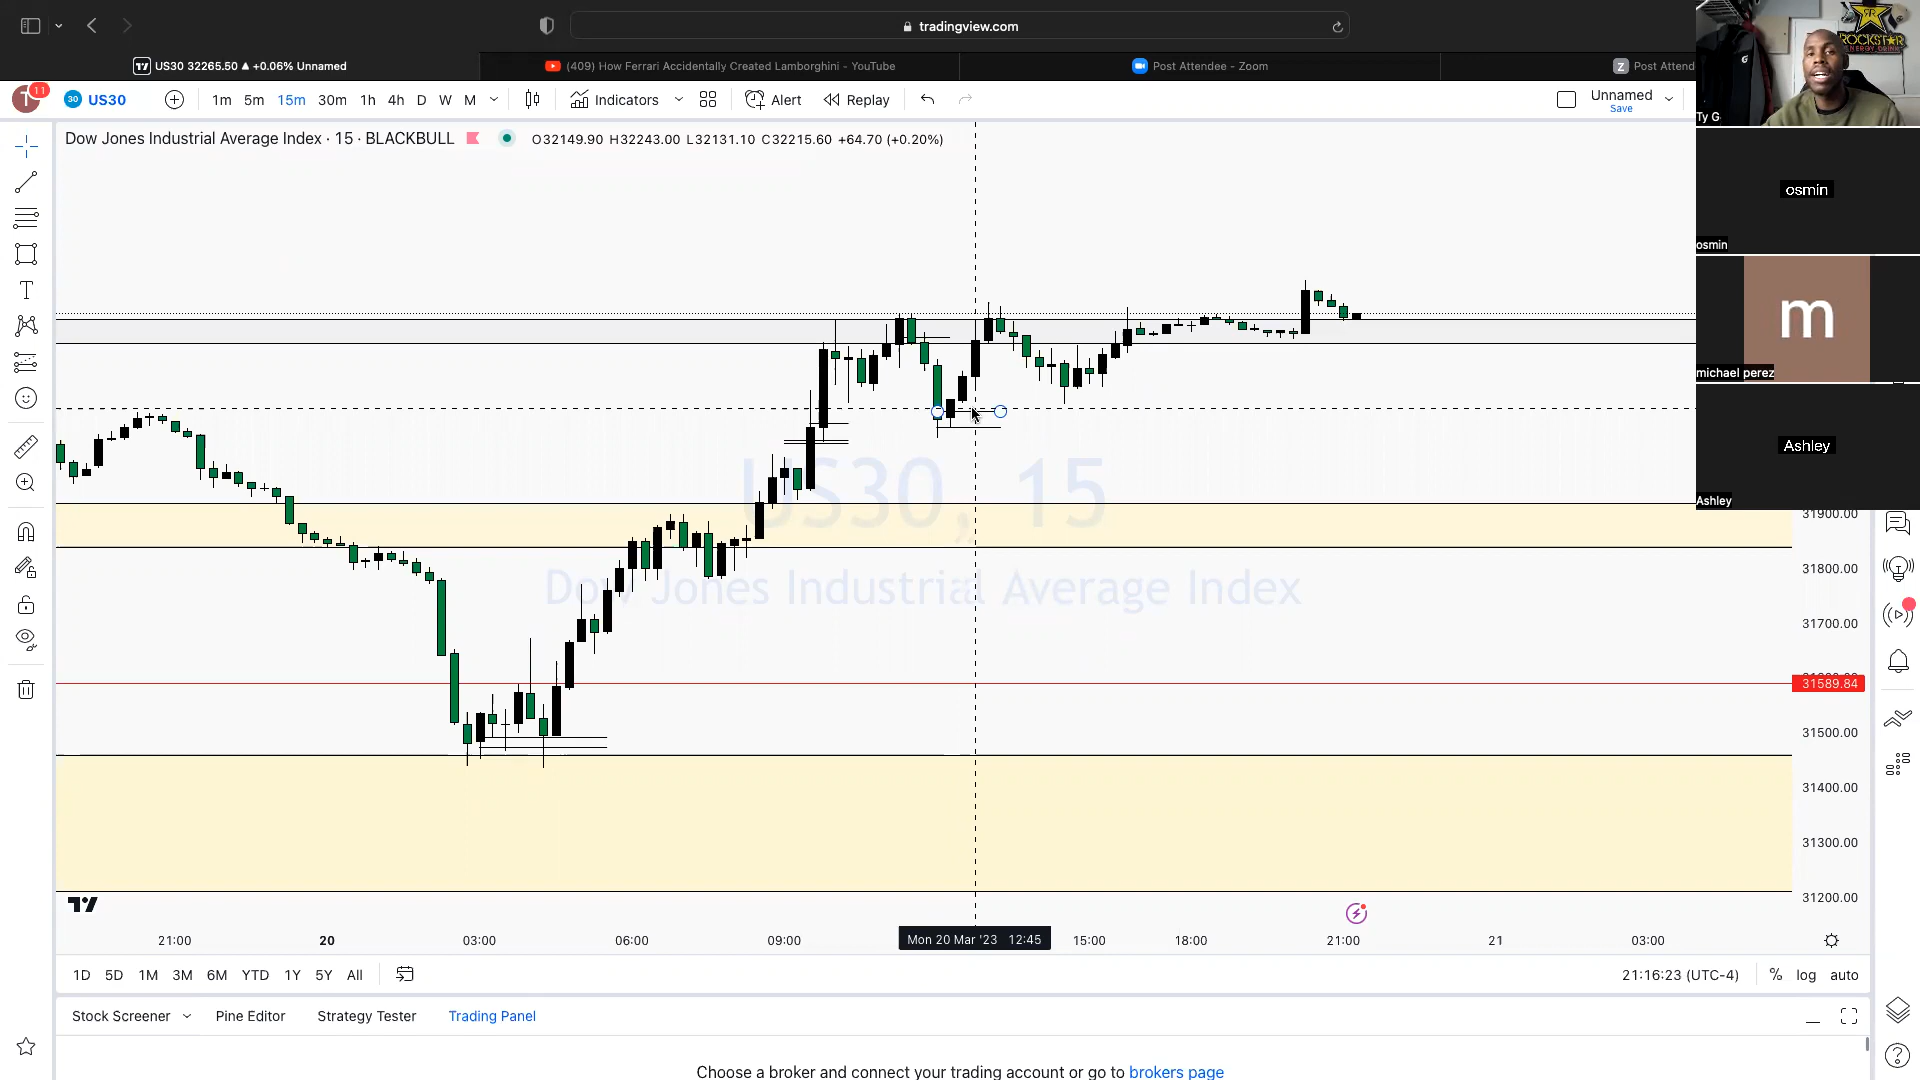 tradingview.com
US30 32265.50 ▲ +0.06% Unnamed
(409) How Ferrari Accidentally Created Lamborghini - YouTube
Post Attendee - Zoom
Z Post Attend
T 11
30 US30
1m 5m 15m 30m 1h 4h D W M
Indicators
Alert
Replay
Unnamed
Save
Dow Jones Industrial Average Index · 15 · BLACKBULL
O32149.90 H32243.00 L32131.10 C32215.60 +64.70 (+0.20%)
ROCKSTAR
ENERGY DRINK
Ty G
osmin
osmin
m
michael perez
Ashley
Ashley
US30, 15
Dow Jones Industrial Average Index
31900.00
31800.00
31700.00
31589.84
31500.00
31400.00
31300.00
31200.00
21:00
20
03:00
06:00
09:00
Mon 20 Mar '23 12:45
15:00
18:00
21:00
21
03:00
1D 5D 1M 3M 6M YTD 1Y 5Y All
21:16:23 (UTC-4)
% log auto
Stock Screener
Pine Editor
Strategy Tester
Trading Panel
Choose a broker and connect your trading account or go to brokers page